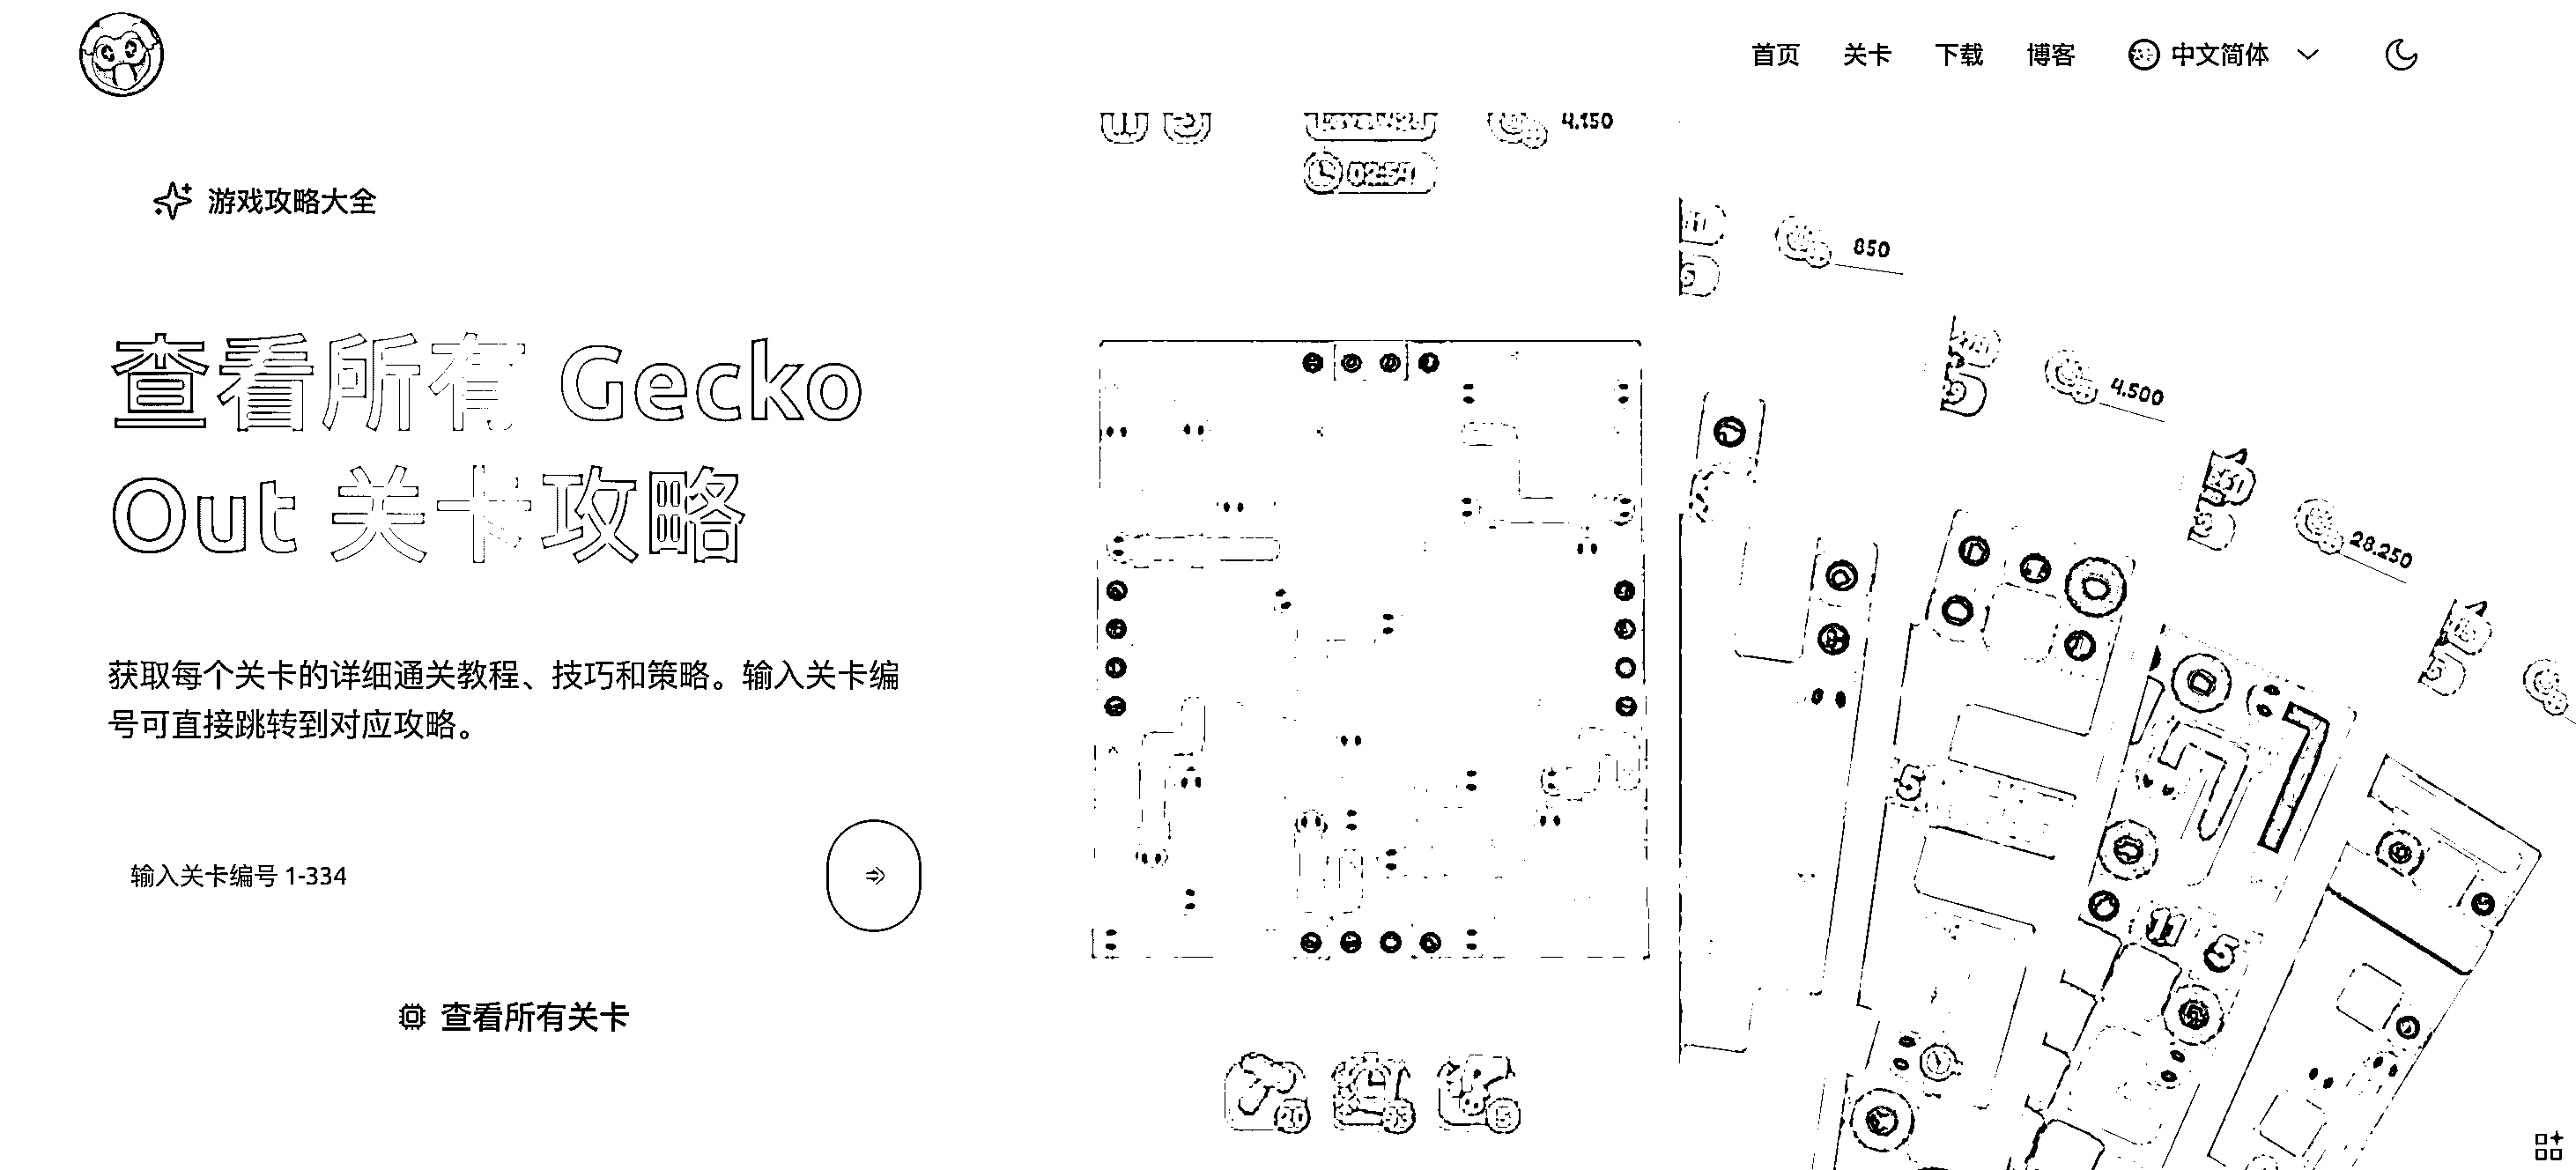 首页 关卡 下载 博客 中文简体
游戏攻略大全
查看所有 Gecko
Out 关卡攻略
获取每个关卡的详细通关教程、技巧和策略。输入关卡编
号可直接跳转到对应攻略。
输入关卡编号 1-334
查看所有关卡
4.150
02:59
850
4.500
28.250
5
11
5